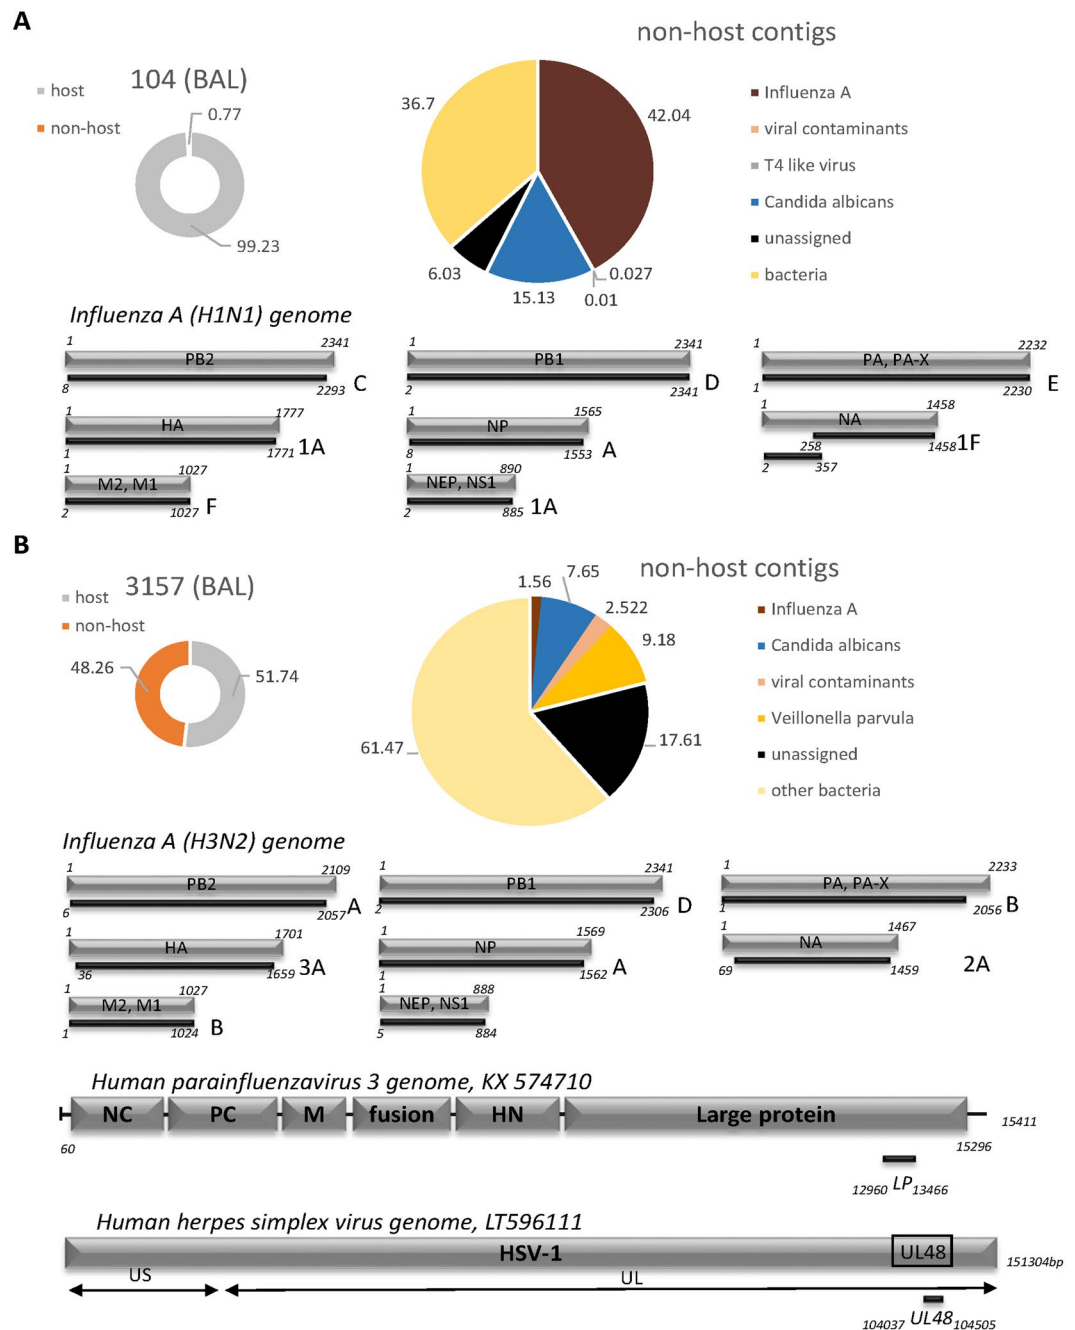 A
non-host contigs
104 (BAL)
host
non-host
0.77
99.23
36.7
42.04
6.03
15.13
0.027
0.01
Influenza A
viral contaminants
T4 like virus
Candida albicans
unassigned
bacteria
Influenza A (H1N1) genome
1 2341
PB2
8 2293 C
1 2341
PB1
2 2341 D
1 2232
PA, PA-X
1 2230 E
1 1777
HA
1 1771 1A
1 1565
NP
8 1553 A
1 1458
NA
258 1458 1F
2 357
1 1027
M2, M1
2 1027 F
1 890
NEP, NS1
2 885 1A
B
non-host contigs
3157 (BAL)
host
non-host
48.26
51.74
1.56
7.65
2.522
9.18
17.61
61.47
Influenza A
Candida albicans
viral contaminants
Veillonella parvula
unassigned
other bacteria
Influenza A (H3N2) genome
1 2109
PB2
6 2057 A
1 2341
PB1
2 2306 D
1 2233
PA, PA-X
1 2056 B
1 1701
HA
36 1659 3A
1 1569
NP
1 1562 A
1 1467
NA
69 1459 2A
1 1027
M2, M1
1 1024 B
1 888
NEP, NS1
5 884
Human parainfluenzavirus 3 genome, KX 574710
NC PC M fusion HN Large protein
15411
60 15296
12960 LP 13466
Human herpes simplex virus genome, LT596111
HSV-1 UL48
151304bp
US UL
104037 UL48 104505